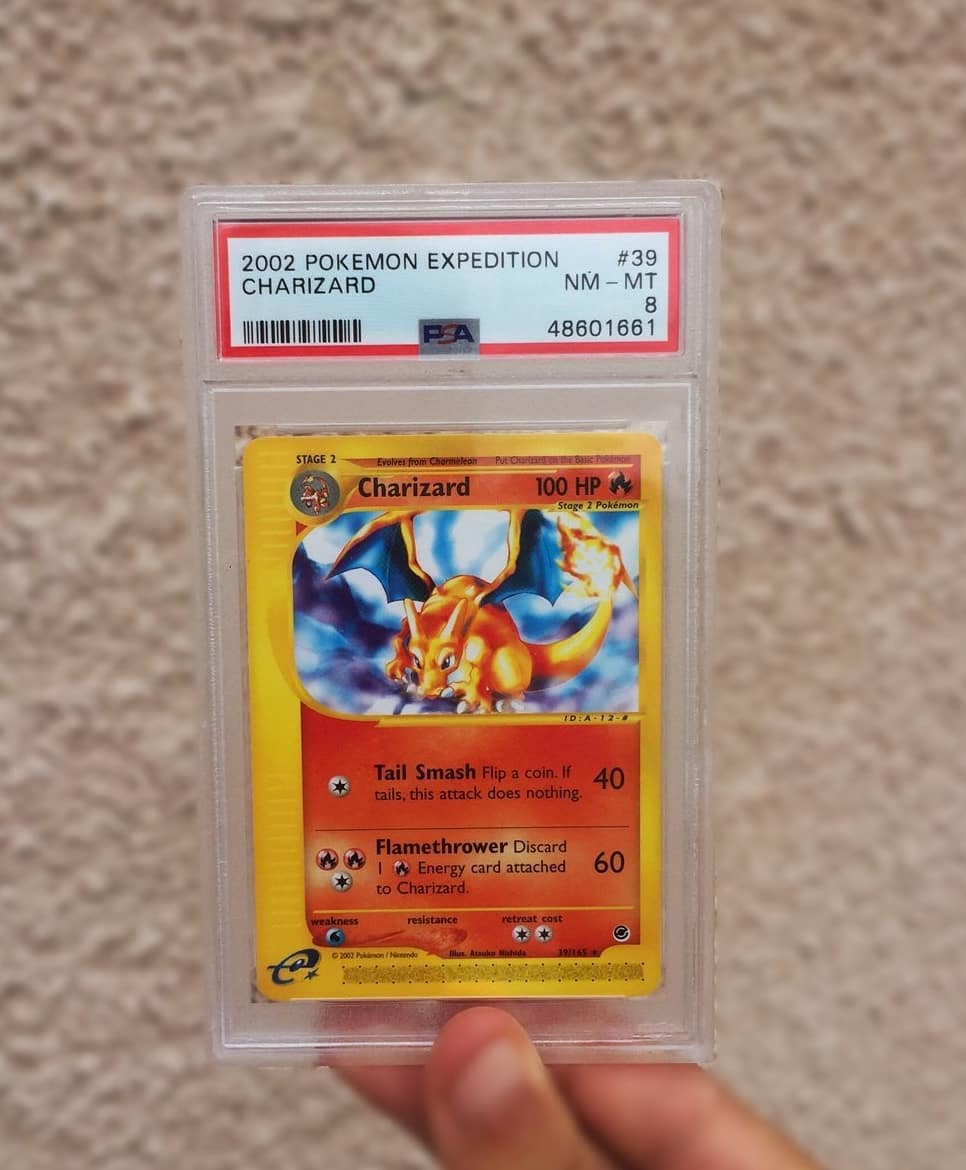 2002 POKEMON EXPEDITION #39
CHARIZARD NM - MT
8
PSA 48601661
STAGE 2 Evolves from Charmeleon Put Charizard on the Basic Pokémon
Charizard 100 HP
Stage 2 Pokémon
ID:A-12-#
Tail Smash Flip a coin. If
tails, this attack does nothing. 40
Flamethrower Discard
1 Energy card attached 60
to Charizard.
weakness resistance retreat cost
© 2002 Pokémon / Nintendo Illus. Atsuko Nishida 39/165
e